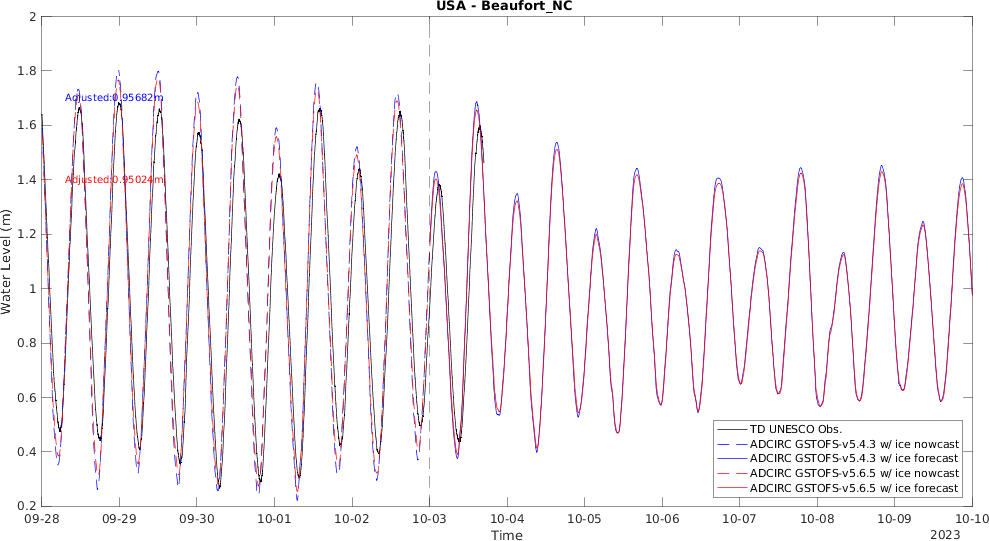 USA - Beaufort_NC
2
1.8
1.6
1.4
1.2
1
0.8
0.6
0.4
0.2
Water Level (m)
Adjusted:0.95682m
Adjusted:0.95024m
TD UNESCO Obs.
ADCIRC GSTOFS-v5.4.3 w/ ice nowcast
ADCIRC GSTOFS-v5.4.3 w/ ice forecast
ADCIRC GSTOFS-v5.6.5 w/ ice nowcast
ADCIRC GSTOFS-v5.6.5 w/ ice forecast
09-28 09-29 09-30 10-01 10-02 10-03 10-04 10-05 10-06 10-07 10-08 10-09 10-10
Time
2023